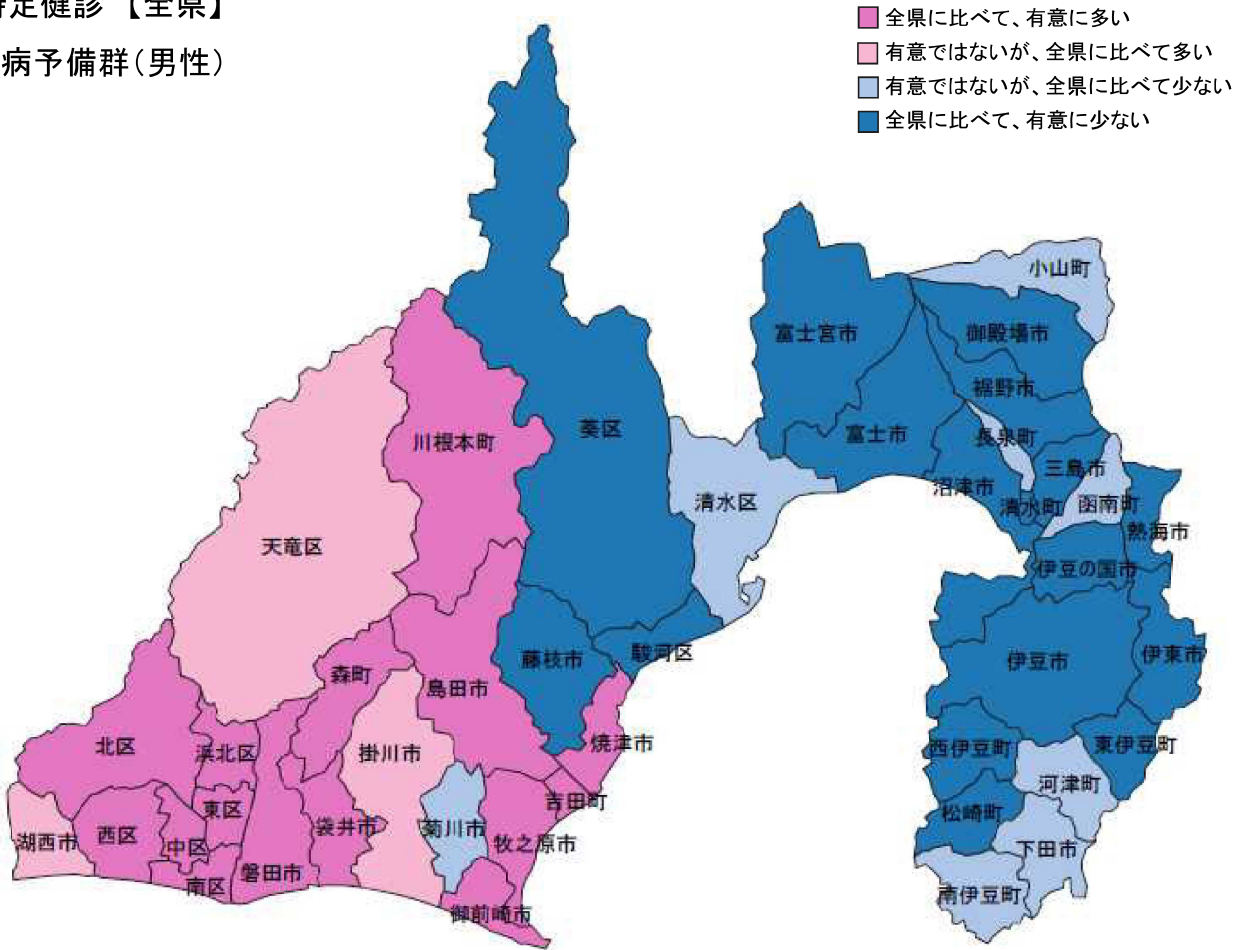 特定健診 【全県】
病予備群(男性)
全県に比べて、有意に多い
有意ではないが、全県に比べて多い
有意ではないが、全県に比べて少ない
全県に比べて、有意に少ない
小山町
富士宮市
御殿場市
裾野市
川根本町
葵区
富士市
長泉町
三島市
沼津市
清水区
清水町
函南町
熱海市
天竜区
伊豆の国市
藤枝市
駿河区
伊豆市
伊東市
森町
島田市
北区
浜北区
掛川市
焼津市
西伊豆町
東伊豆町
河津町
東区
吉田町
松崎町
湖西市
西区
中区
袋井市
菊川市
牧之原市
下田市
南区
磐田市
南伊豆町
御前崎市